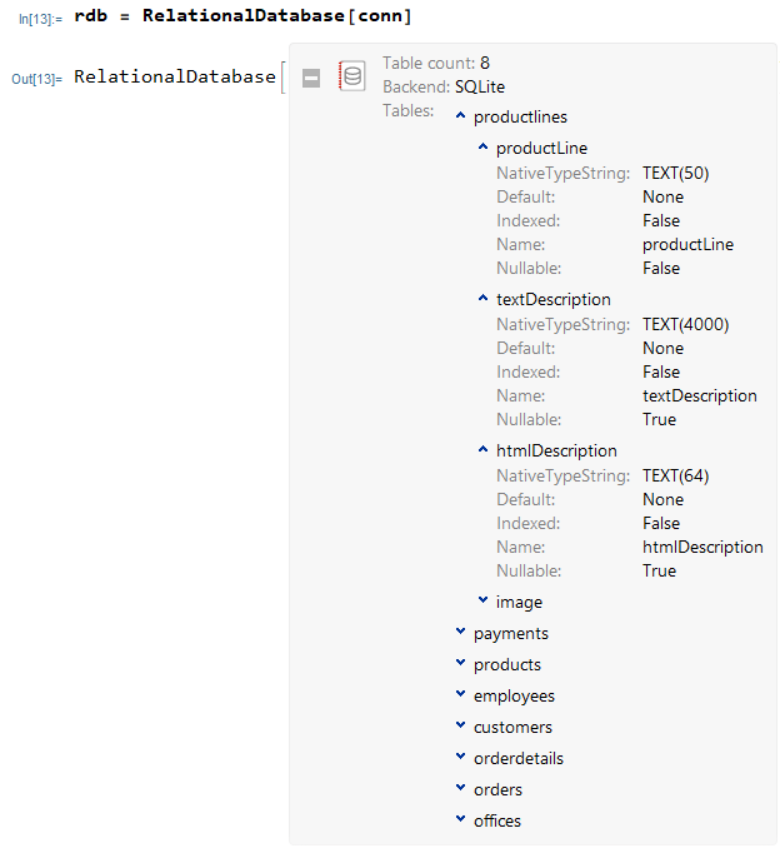 In[13]:= rdb = RelationalDatabase[conn]
Out[13]= RelationalDatabase[
Table count: 8
Backend: SQLite
Tables:
productlines
productLine
NativeTypeString: TEXT(50)
Default: None
Indexed: False
Name: productLine
Nullable: False
textDescription
NativeTypeString: TEXT(4000)
Default: None
Indexed: False
Name: textDescription
Nullable: True
htmlDescription
NativeTypeString: TEXT(64)
Default: None
Indexed: False
Name: htmlDescription
Nullable: True
image
payments
products
employees
customers
orderdetails
orders
offices